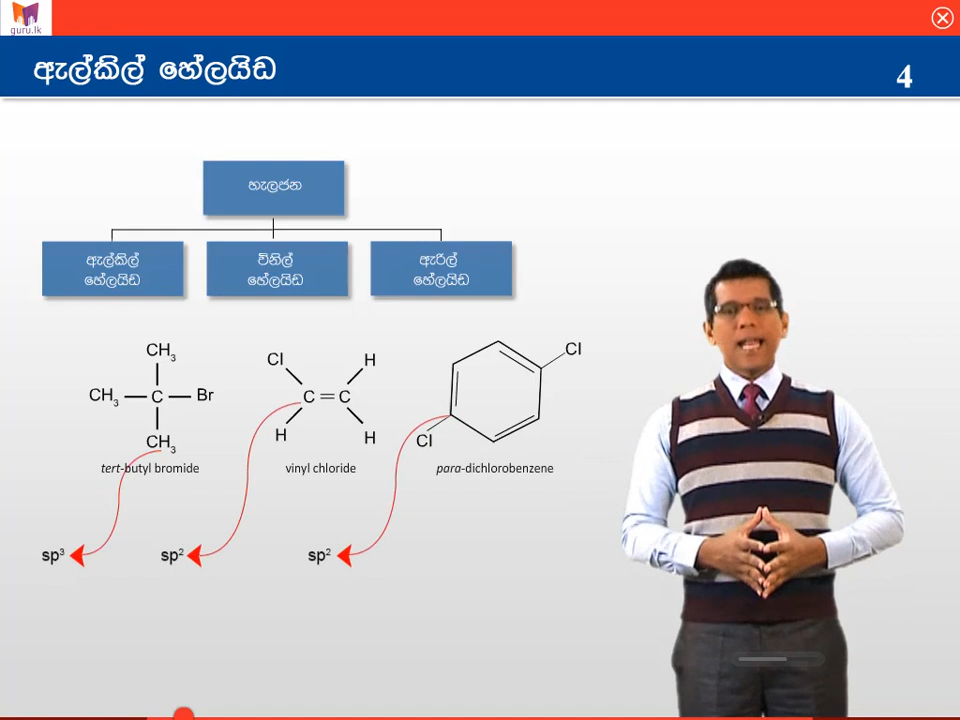 guru.lk
ඇල්කිල් හේලයිඩ
4
හැලජන
ඇල්කිල්
හේලයිඩ
විනිල්
හේලයිඩ
ඇරිල්
හේලයිඩ
CH3
CH3 C Br
CH3
tert-butyl bromide
Cl H
C = C
H H
vinyl chloride
Cl
Cl
para-dichlorobenzene
sp³
sp²
sp²